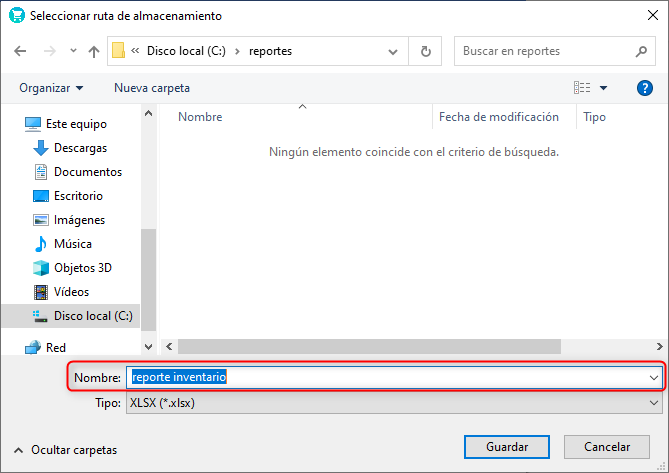 Seleccionar ruta de almacenamiento
« Disco local (C:) › reportes
Buscar en reportes
Organizar
Nueva carpeta
?
Nombre
Fecha de modificación
Tipo
Ningún elemento coincide con el criterio de búsqueda.
Este equipo
Descargas
Documentos
Escritorio
Imágenes
Música
Objetos 3D
Vídeos
Disco local (C:)
Red
Nombre: reporte inventario
Tipo: XLSX (*.xlsx)
Ocultar carpetas
Guardar
Cancelar